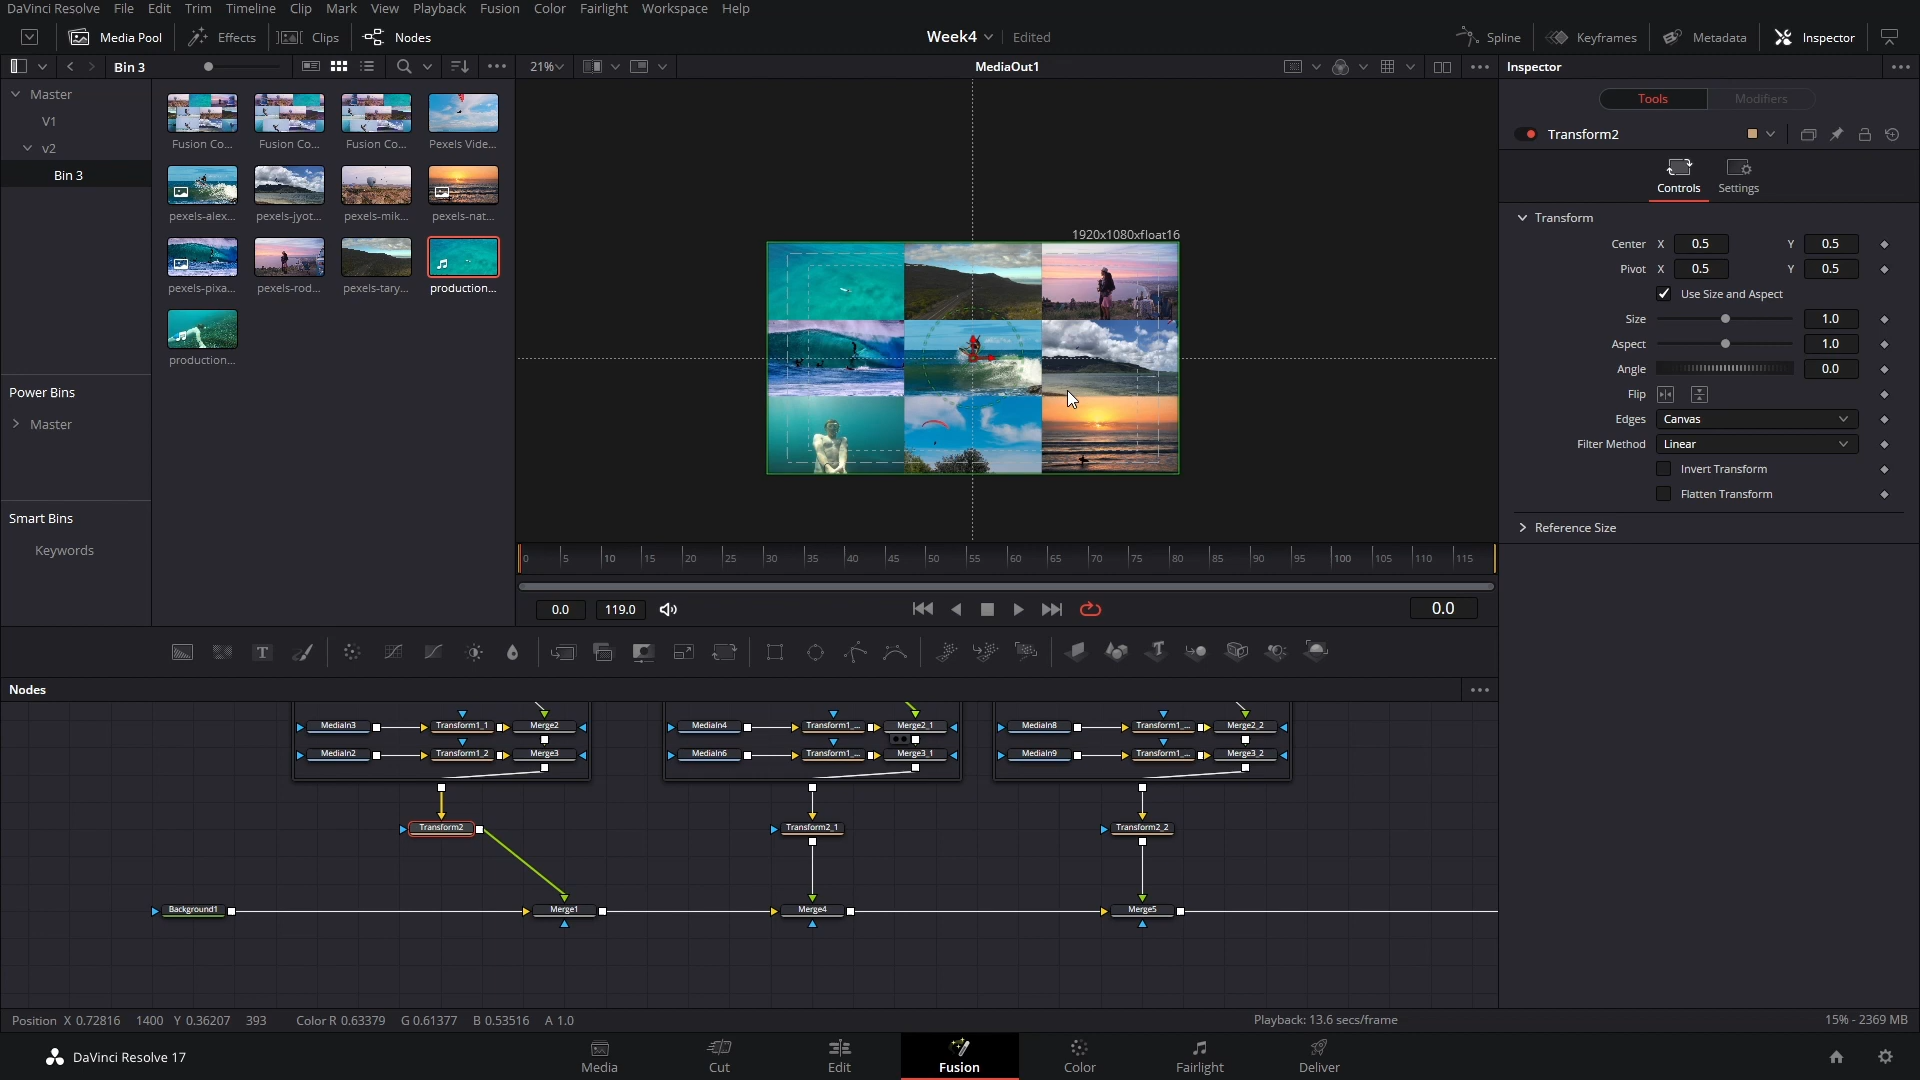 DaVinci Resolve File Edit Trim Timeline Clip Mark View Playback Fusion Color Fairlight Workspace Help
Media Pool Effects Clips Nodes Week4 Edited Spline Keyframes Metadata Inspector
Bin 3 21% MediaOut1 Inspector
Master
V1
v2
Bin 3
Power Bins
Master
Smart Bins
Keywords
Fusion Co... Fusion Co... Fusion Co... Pexels Vide...
pexels-alex... pexels-jyot... pexels-mik... pexels-nat...
pexels-pixa... pexels-rod... pexels-tary... production...
production...
1920x1080xfloat16
0 5 10 15 20 25 30 35 40 45 50 55 60 65 70 75 80 85 90 95 100 105 110 115
0.0 119.0 0.0
Tools Modifiers
Transform2
Controls Settings
Transform
Center X 0.5 Y 0.5
Pivot X 0.5 Y 0.5
Use Size and Aspect
Size 1.0
Aspect 1.0
Angle 0.0
Flip
Edges Canvas
Filter Method Linear
Invert Transform
Flatten Transform
Reference Size
T T
Nodes
MediaIn3 Transform1_1 Merge2 MediaIn4 Transform1_... Merge2_1 MediaIn8 Transform1_... Merge2_2
MediaIn2 Transform1_2 Merge3 MediaIn6 Transform1_... Merge3_1 MediaIn9 Transform1_... Merge3_2
Transform2 Transform2_1 Transform2_2
Background1 Merge1 Merge4 Merge5
Position X 0.72816 1400 Y 0.36207 393 Color R 0.63379 G 0.61377 B 0.53516 A 1.0 Playback: 13.6 secs/frame 15% - 2369 MB
DaVinci Resolve 17 Media Cut Edit Fusion Color Fairlight Deliver